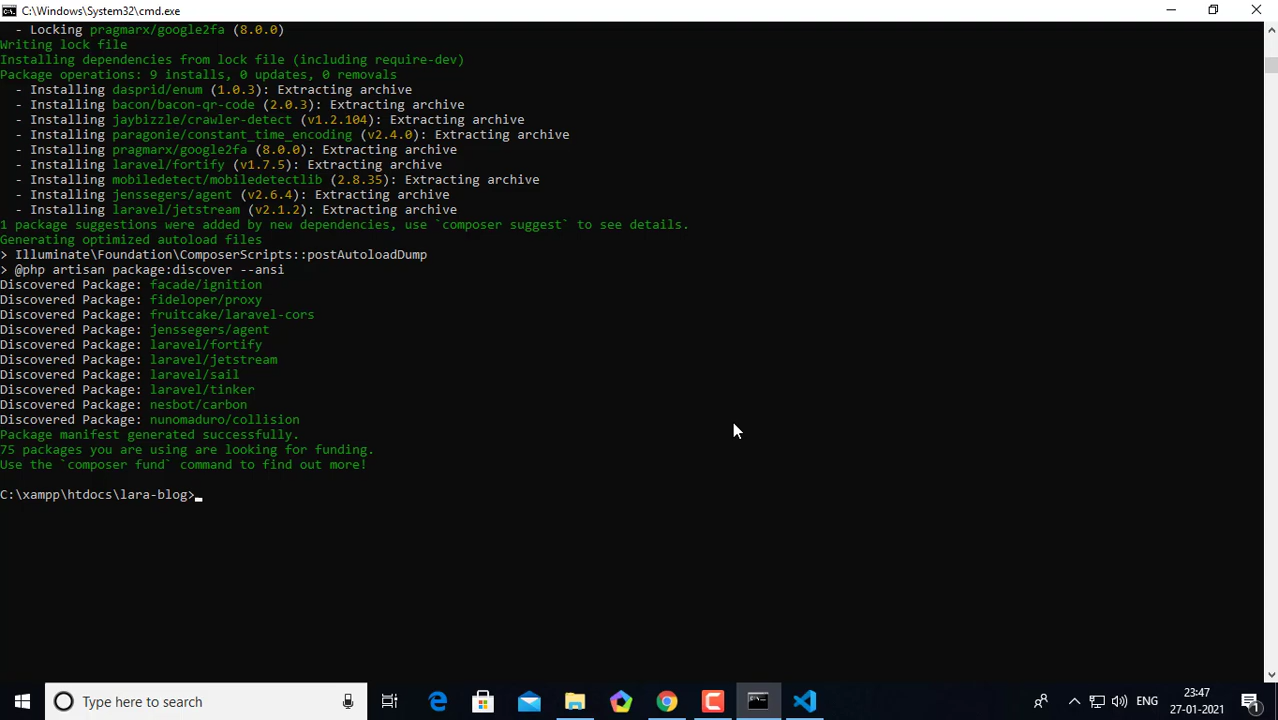 C:\Windows\System32\cmd.exe
- Locking pragmarx/google2fa (8.0.0)
Writing lock file
Installing dependencies from lock file (including require-dev)
Package operations: 9 installs, 0 updates, 0 removals
- Installing dasprid/enum (1.0.3): Extracting archive
- Installing bacon/bacon-qr-code (2.0.3): Extracting archive
- Installing jaybizzle/crawler-detect (v1.2.104): Extracting archive
- Installing paragonie/constant_time_encoding (v2.4.0): Extracting archive
- Installing pragmarx/google2fa (8.0.0): Extracting archive
- Installing laravel/fortify (v1.7.5): Extracting archive
- Installing mobiledetect/mobiledetectlib (2.8.35): Extracting archive
- Installing jenssegers/agent (v2.6.4): Extracting archive
- Installing laravel/jetstream (v2.1.2): Extracting archive
1 package suggestions were added by new dependencies, use `composer suggest` to see details.
Generating optimized autoload files
> Illuminate\Foundation\ComposerScripts::postAutoloadDump
> @php artisan package:discover --ansi
Discovered Package: facade/ignition
Discovered Package: fideloper/proxy
Discovered Package: fruitcake/laravel-cors
Discovered Package: jenssegers/agent
Discovered Package: laravel/fortify
Discovered Package: laravel/jetstream
Discovered Package: laravel/sail
Discovered Package: laravel/tinker
Discovered Package: nesbot/carbon
Discovered Package: nunomaduro/collision
Package manifest generated successfully.
75 packages you are using are looking for funding.
Use the `composer fund` command to find out more!
C:\xampp\htdocs\lara-blog>
Type here to search
ENG
23:47
27-01-2021
1